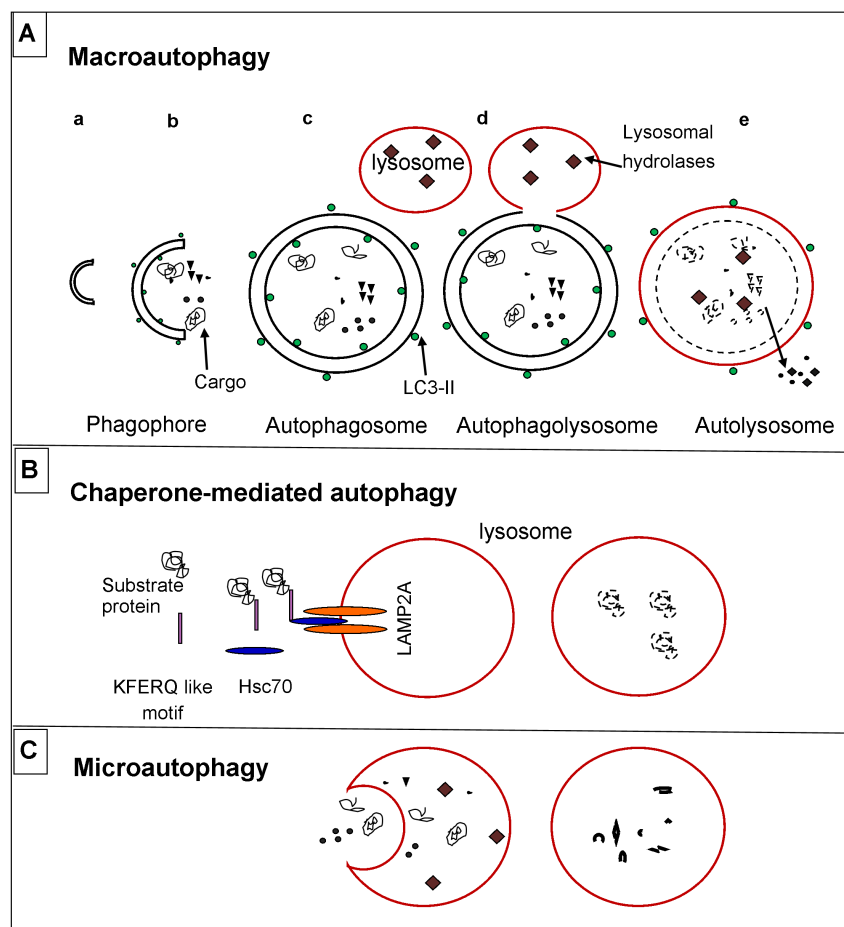 A
Macroautophagy
a
b
c
d
e
lysosome
Lysosomal
hydrolases
Cargo
LC3-II
Phagophore
Autophagosome
Autophagolysosome
Autolysosome
B
Chaperone-mediated autophagy
lysosome
Substrate
protein
LAMP2A
KFERQ like
motif
Hsc70
C
Microautophagy